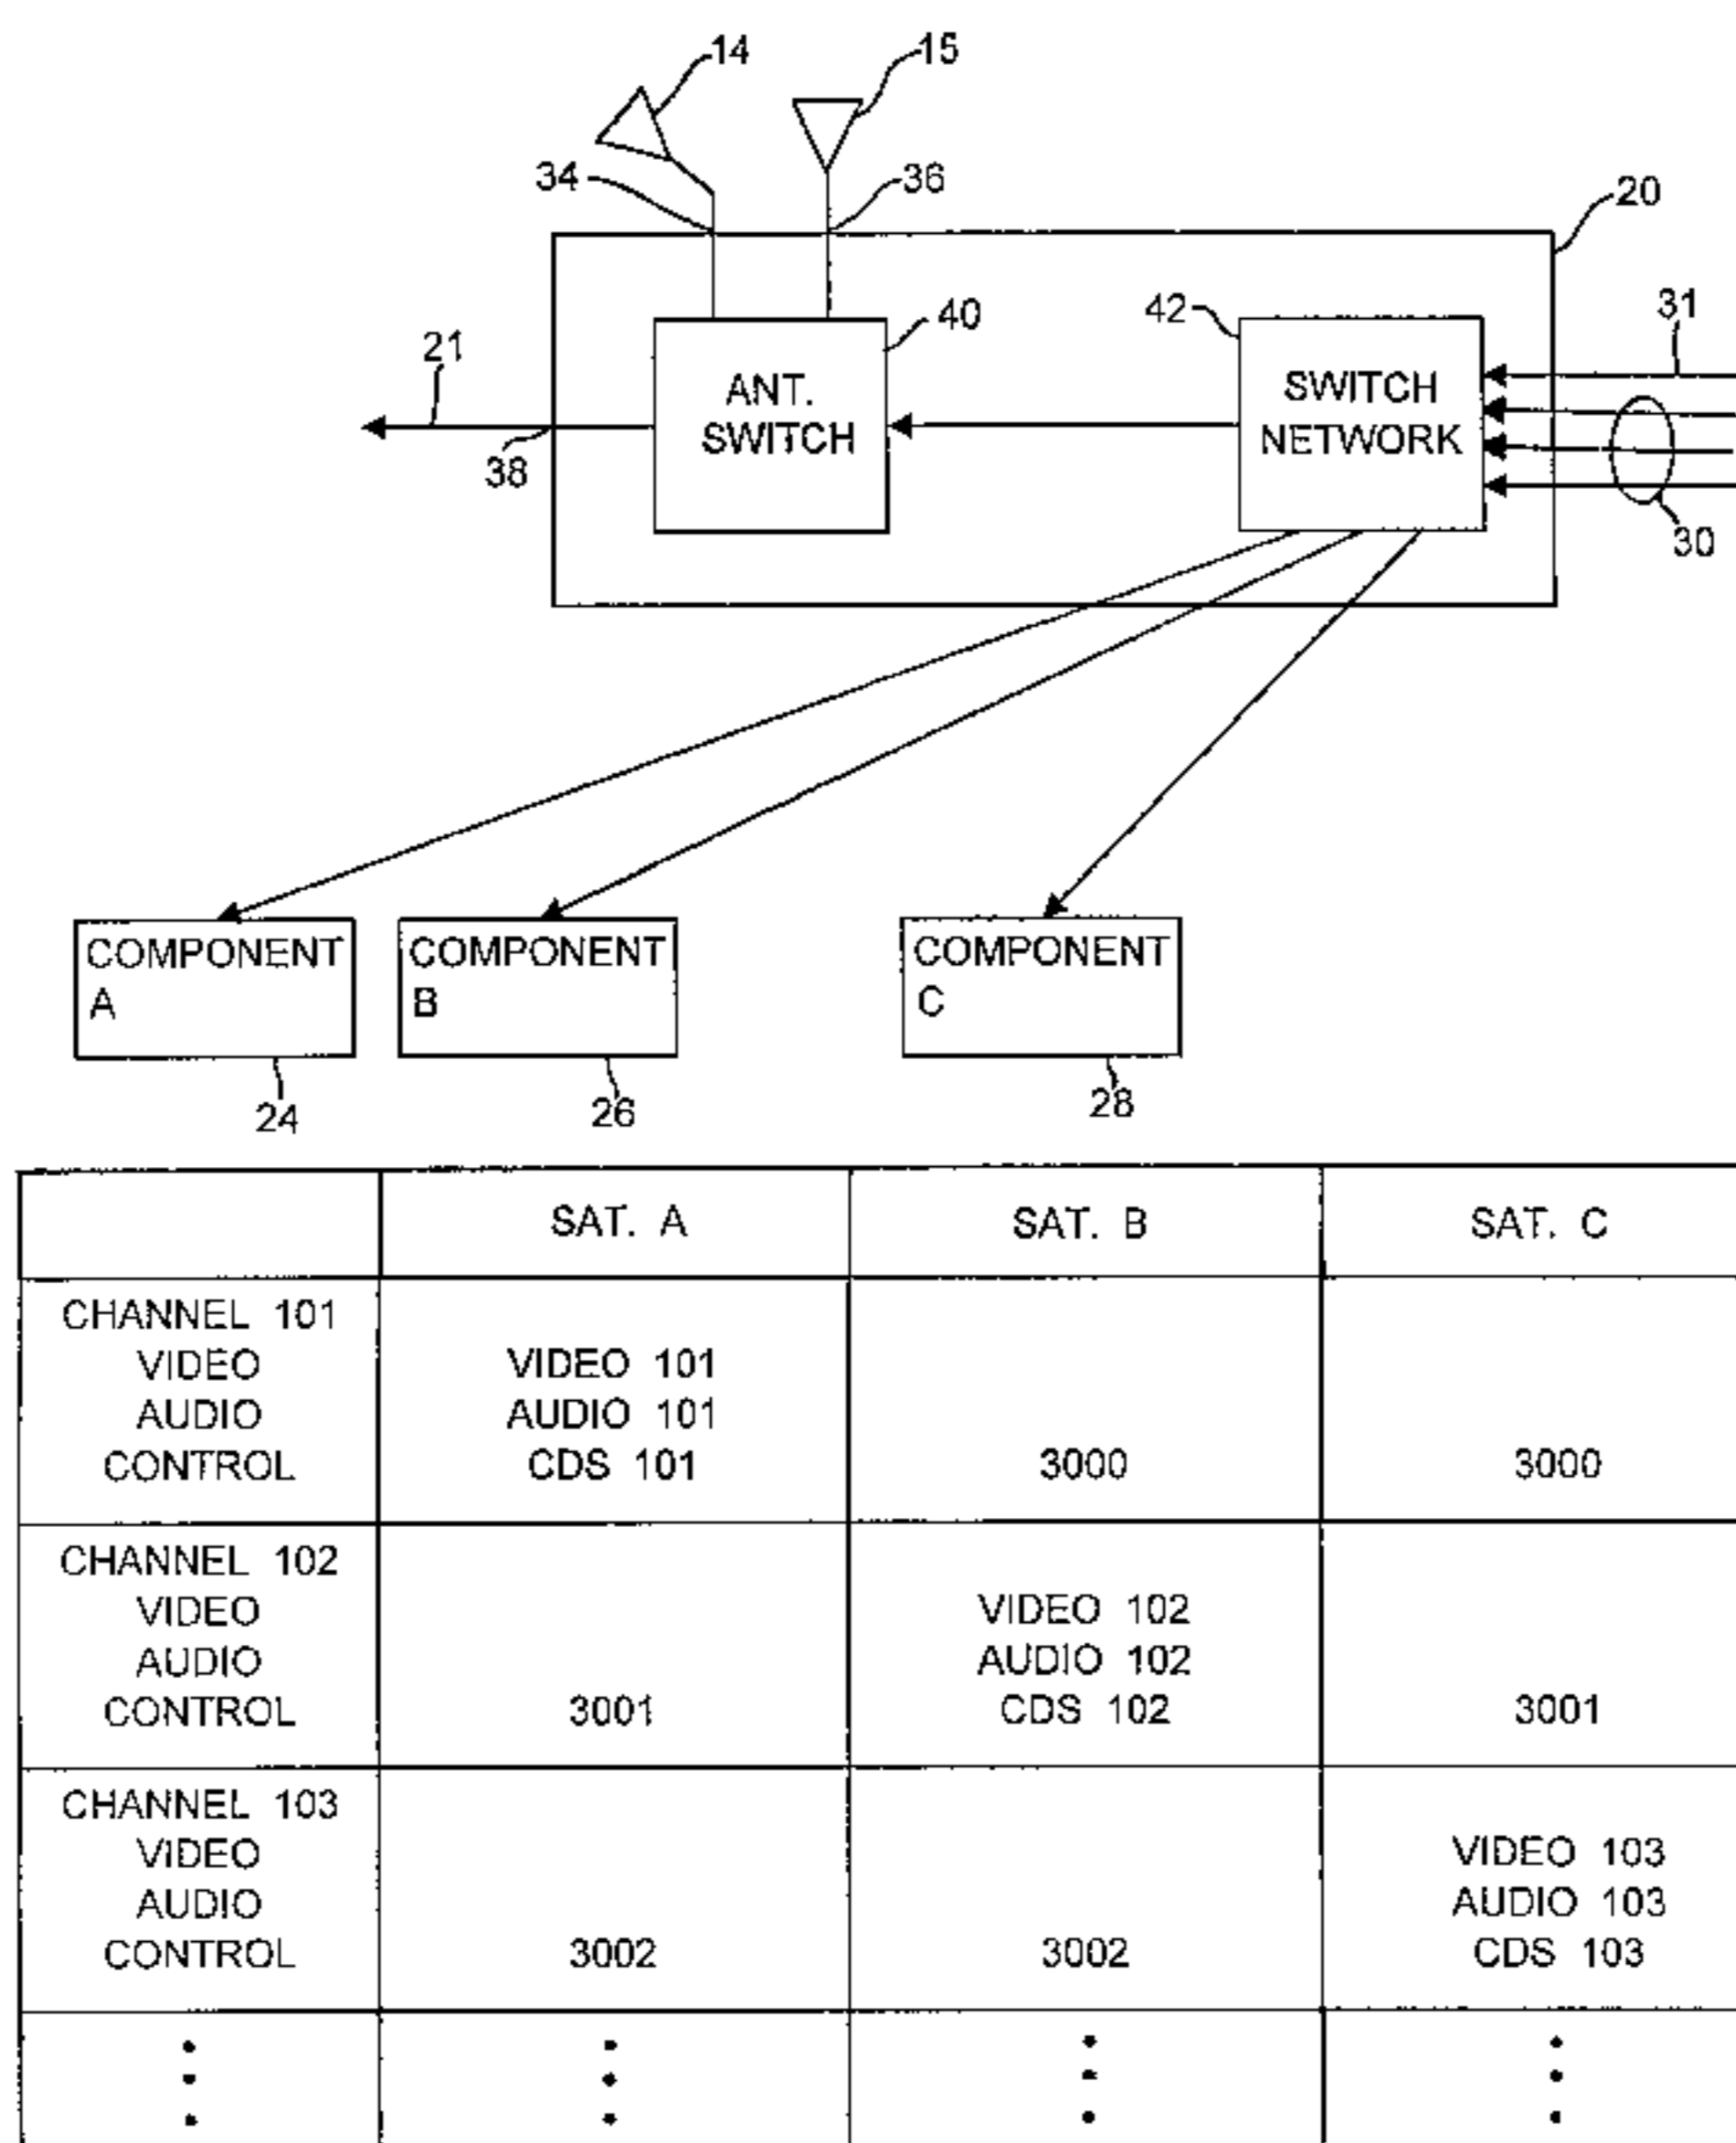 14
15
34
36
20
40
42
31
21
ANT.
SWITCH
SWITCH
NETWORK
38
30
COMPONENT
A
COMPONENT
B
COMPONENT
C
24
26
28
SAT. A
SAT. B
SAT. C
CHANNEL 101
VIDEO
AUDIO
CONTROL
VIDEO 101
AUDIO 101
CDS 101
3000
3000
CHANNEL 102
VIDEO
AUDIO
CONTROL
3001
VIDEO 102
AUDIO 102
CDS 102
3001
CHANNEL 103
VIDEO
AUDIO
CONTROL
3002
3002
VIDEO 103
AUDIO 103
CDS 103